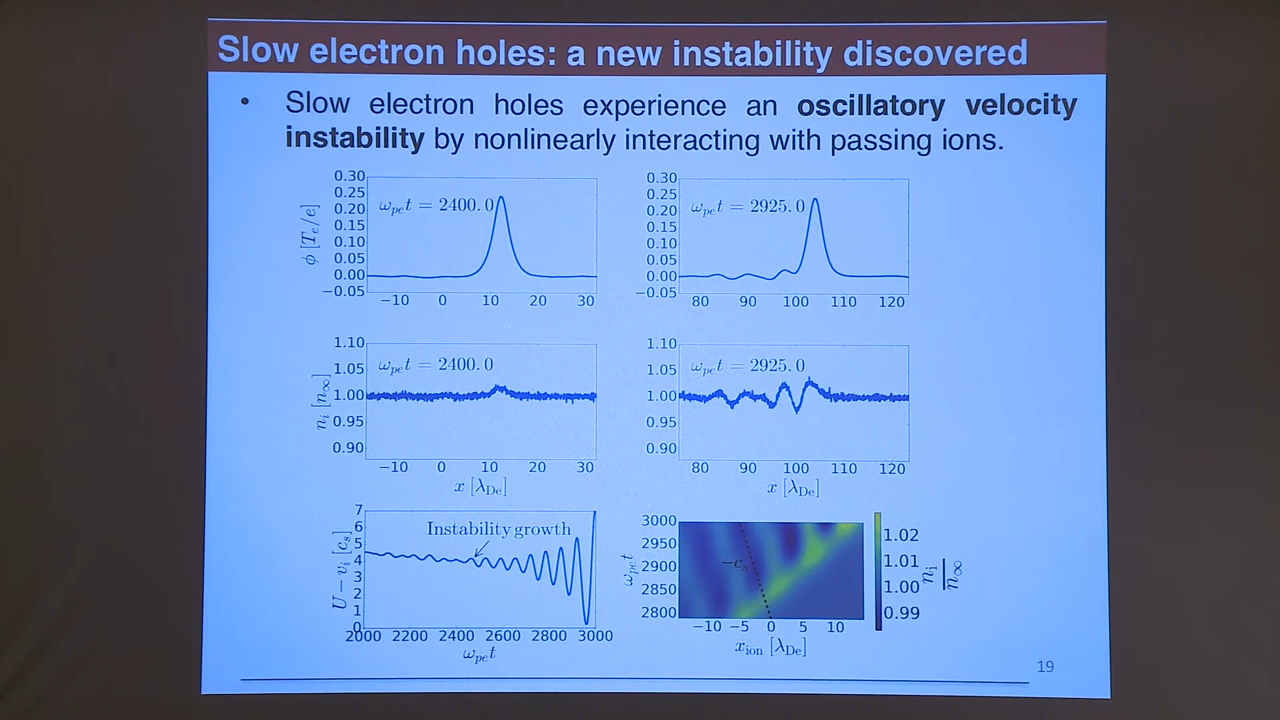 Slow electron holes: a new instability discovered
• Slow electron holes experience an oscillatory velocity
instability by nonlinearly interacting with passing ions.
ϕ [T_e/e]
0.30
0.25
0.20
0.15
0.10
0.05
0.00
−0.05
ω_pe t = 2400.0
−10 0 10 20 30
0.30
0.25
0.20
0.15
0.10
0.05
0.00
−0.05
ω_pe t = 2925.0
80 90 100 110 120
n_i [n_∞]
1.10
1.05
1.00
0.95
0.90
ω_pe t = 2400.0
−10 0 10 20 30
x [λ_De]
1.10
1.05
1.00
0.95
0.90
ω_pe t = 2925.0
80 90 100 110 120
x [λ_De]
U − v_i [c_s]
7
6
5
4
3
2
1
0
Instability growth
2000 2200 2400 2600 2800 3000
ω_pe t
ω_pe t
3000
2950
2900
2850
2800
−c_s
−10 −5 0 5 10
x_ion [λ_De]
1.02
1.01
1.00
0.99
n_i
n_∞
19